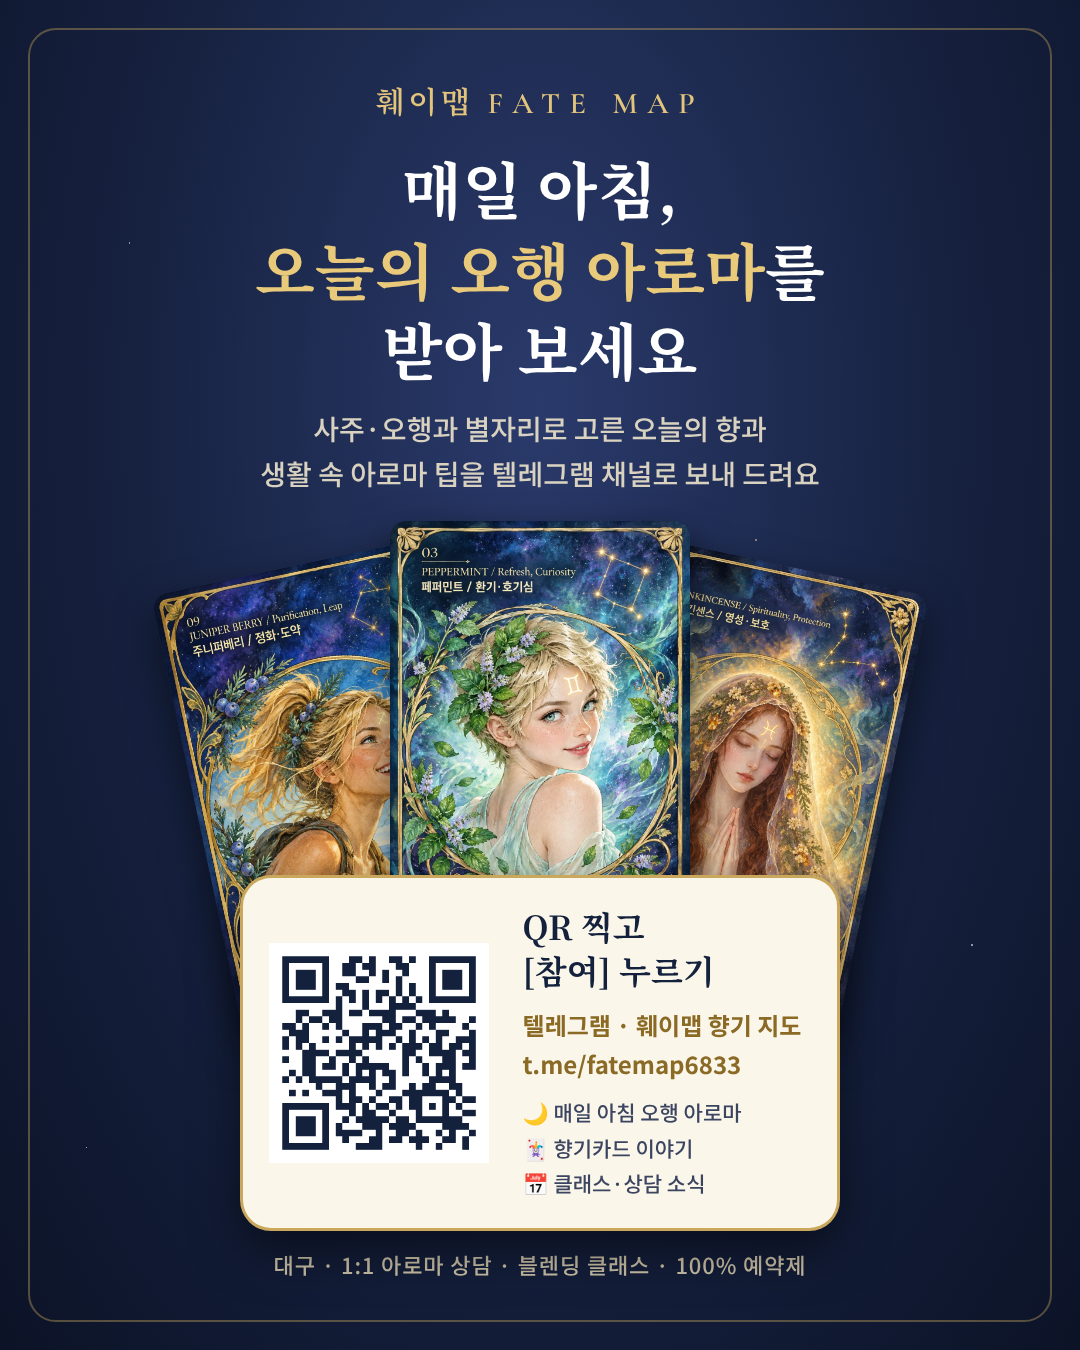 훼이맵 FATE MAP
매일 아침,
오늘의 오행 아로마를
받아 보세요
사주·오행과 별자리로 고른 오늘의 향과
생활 속 아로마 팁을 텔레그램 채널로 보내 드려요
09
JUNIPER BERRY / Purification, Leap
주니퍼베리 / 정화·도약
03
PEPPERMINT / Refresh, Curiosity
페퍼민트 / 환기·호기심
NKINCENSE / Spirituality, Protection
킨센스 / 영성·보호
QR 찍고
[참여] 누르기
텔레그램 · 훼이맵 향기 지도
t.me/fatemap6833
매일 아침 오행 아로마
향기카드 이야기
클래스·상담 소식
대구 · 1:1 아로마 상담 · 블렌딩 클래스 · 100% 예약제